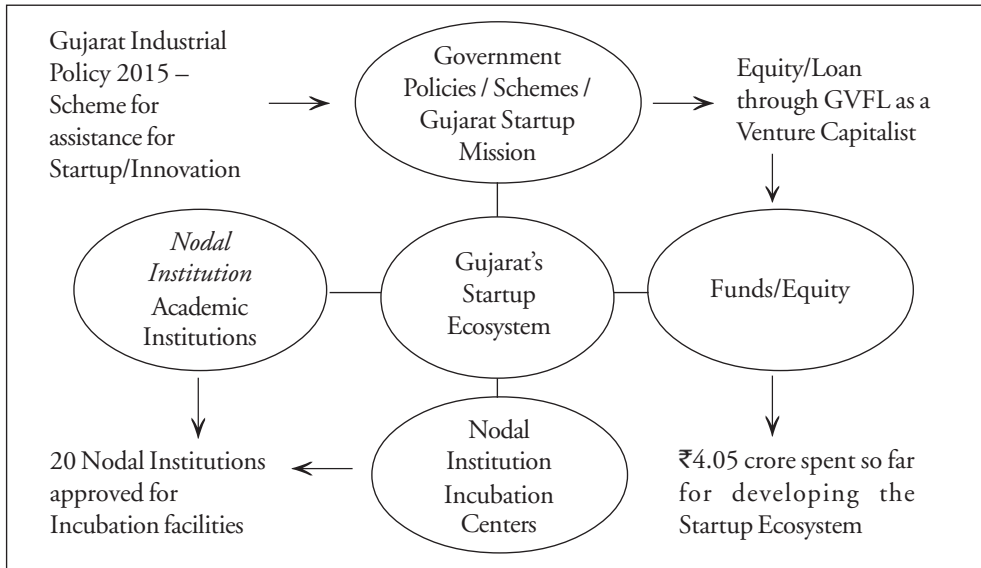 Gujarat Industrial
Policy 2015 –
Scheme for
assistance for
Startup/Innovation
Government
Policies / Schemes /
Gujarat Startup
Mission
Equity/Loan
through GVFL as a
Venture Capitalist
Nodal
Institution
Academic
Institutions
Gujarat’s
Startup
Ecosystem
Funds/Equity
20 Nodal Institutions
approved for
Incubation facilities
Nodal
Institution
Incubation
Centers
₹4.05 crore spent so far
for developing the
Startup Ecosystem